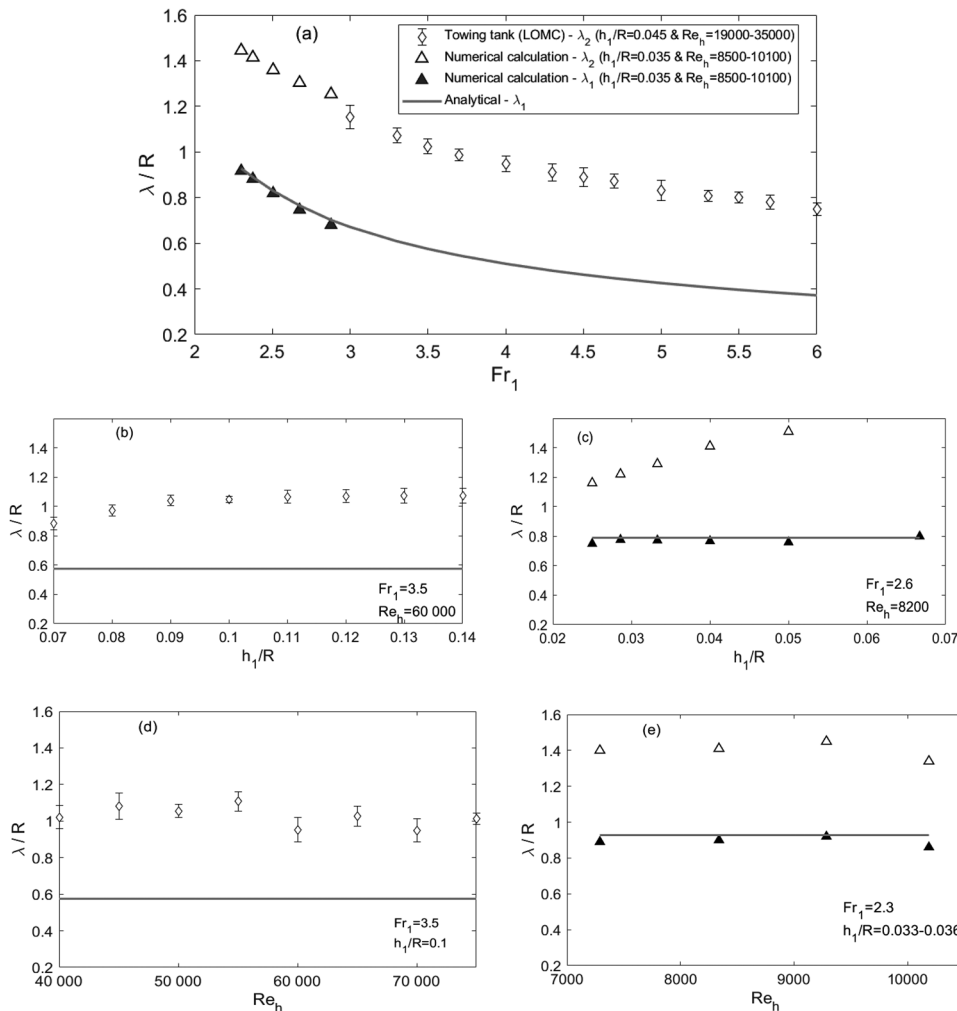 (a)
Towing tank (LOMC) - λ₂ (h₁/R=0.045 & Reₕ=19000-35000)
Numerical calculation - λ₂ (h₁/R=0.035 & Reₕ=8500-10100)
Numerical calculation - λ₁ (h₁/R=0.035 & Reₕ=8500-10100)
Analytical - λ₁
1.6
1.4
1.2
1
0.8
0.6
0.4
0.2
λ / R
2 2.5 3 3.5 4 4.5 5 5.5 6
Fr₁
(b)
1.4
1.2
1
0.8
0.6
0.4
0.2
λ / R
Fr₁=3.5
Reₕ=60 000
0.07 0.08 0.09 0.1 0.11 0.12 0.13 0.14
h₁/R
(c)
1.4
1.2
1
0.8
0.6
0.4
0.2
λ / R
Fr₁=2.6
Reₕ=8200
0.02 0.03 0.04 0.05 0.06 0.07
h₁/R
(d)
1.6
1.4
1.2
1
0.8
0.6
0.4
0.2
λ / R
Fr₁=3.5
h₁/R=0.1
40 000 50 000 60 000 70 000
Reₕ
(e)
1.6
1.4
1.2
1
0.8
0.6
0.4
0.2
λ / R
Fr₁=2.3
h₁/R=0.033-0.036
7000 8000 9000 10000
Reₕ